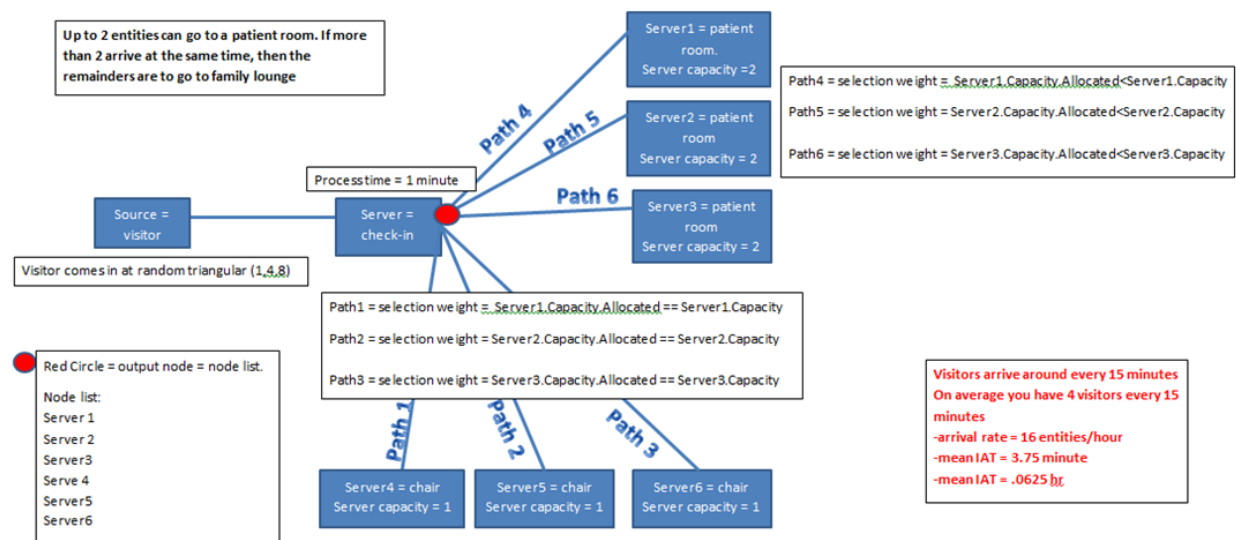 Up to 2 entities can go to a patient room. If more
than 2 arrive at the same time, then the
remainders are to go to family lounge
Server1 = patient
room.
Server capacity =2
Path4 = selection weight = Server1.Capacity.Allocated<Server1.Capacity
Path5 = selection weight = Server2.Capacity.Allocated<Server2.Capacity
Path6 = selection weight = Server3.Capacity.Allocated<Server3.Capacity
Path 4
Path 5
Server2 = patient
room
Server capacity = 2
Process time = 1 minute
Path 6
Server3 = patient
room
Server capacity = 2
Source =
visitor
Server =
check-in
Visitor comes in at random triangular (1,4,8)
Path1 = selection weight = Server1.Capacity.Allocated == Server1.Capacity
Path2 = selection weight = Server2.Capacity.Allocated == Server2.Capacity
Path3 = selection weight = Server3.Capacity.Allocated == Server3.Capacity
Red Circle = output node = node list.
Node list:
Server 1
Server 2
Server3
Serve 4
Server5
Server6
Path 1
Path 2
Path 3
Server4 = chair
Server capacity = 1
Server5 = chair
Server capacity = 1
Server6 = chair
Server capacity = 1
Visitors arrive around every 15 minutes
On average you have 4 visitors every 15
minutes
-arrival rate = 16 entities/hour
-mean IAT = 3.75 minute
-mean IAT = .0625 hr